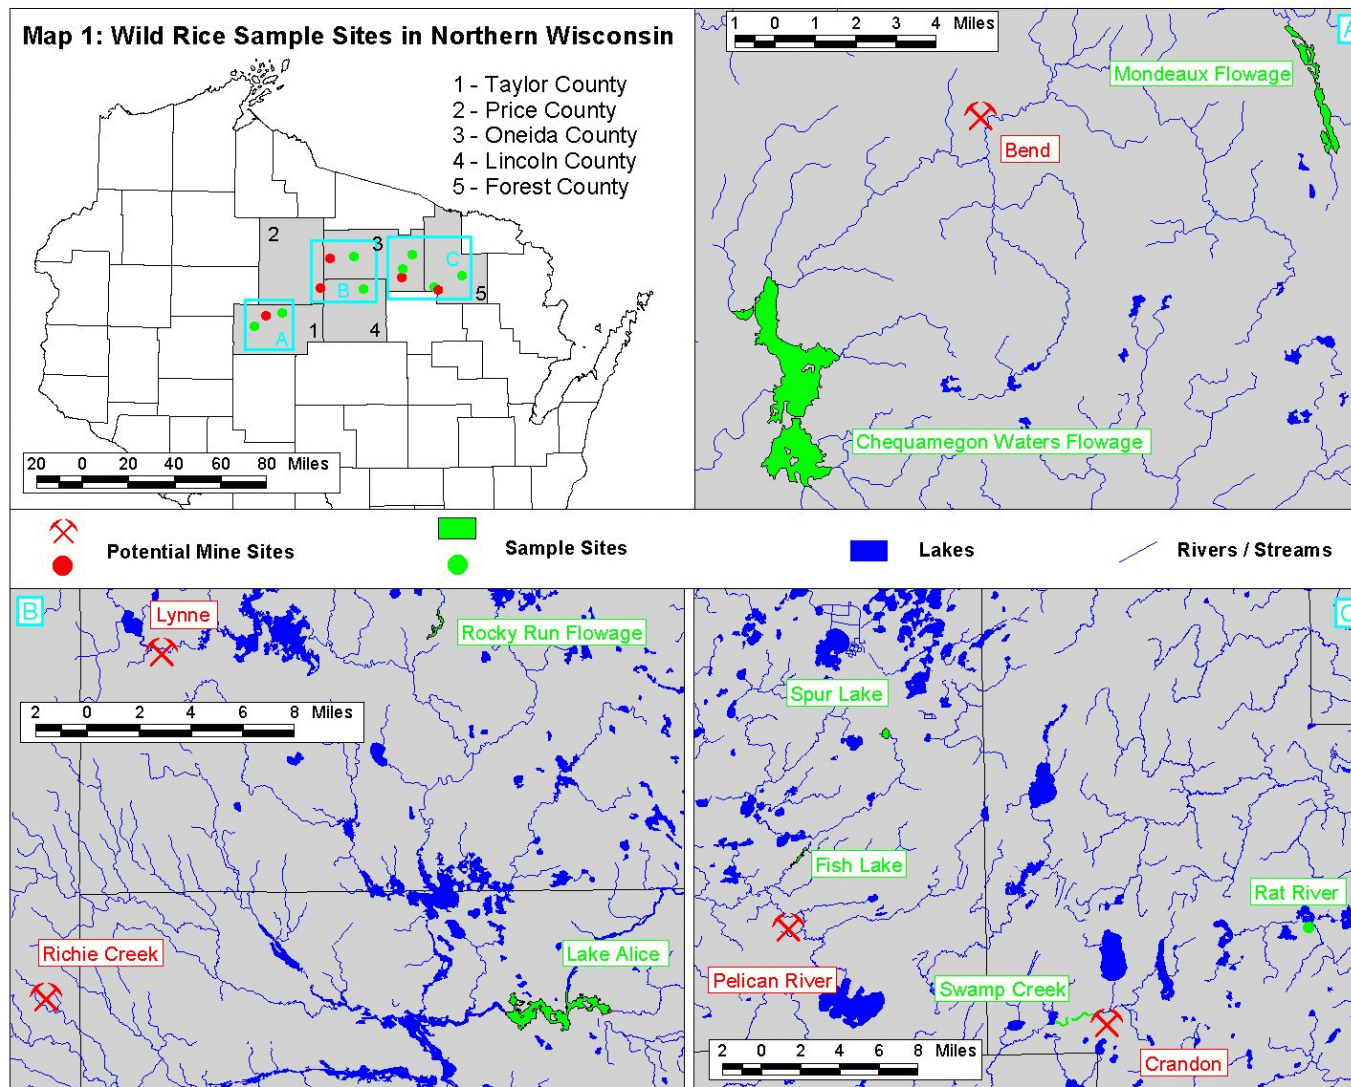 Map 1: Wild Rice Sample Sites in Northern Wisconsin
1 - Taylor County
2 - Price County
3 - Oneida County
4 - Lincoln County
5 - Forest County
2
3
C
B
5
1
4
A
20 0 20 40 60 80 Miles
1 0 1 2 3 4 Miles
A
Mondeaux Flowage
Bend
Chequamegon Waters Flowage
Potential Mine Sites
Sample Sites
Lakes
Rivers / Streams
B
Lynne
Rocky Run Flowage
2 0 2 4 6 8 Miles
Richie Creek
Lake Alice
C
Spur Lake
Fish Lake
Rat River
Pelican River
Swamp Creek
2 0 2 4 6 8 Miles
Crandon